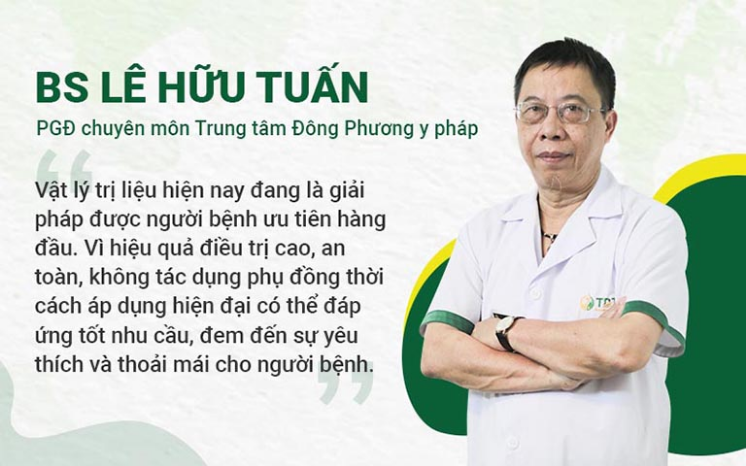 BS LÊ HỮU TUẤN
PGĐ chuyên môn Trung tâm Đông Phương y pháp
Vật lý trị liệu hiện nay đang là giải
pháp được người bệnh ưu tiên hàng
đầu. Vì hiệu quả điều trị cao, an
toàn, không tác dụng phụ đồng thời
cách áp dụng hiện đại có thể đáp
ứng tốt nhu cầu, đem đến sự yêu
thích và thoải mái cho người bệnh.